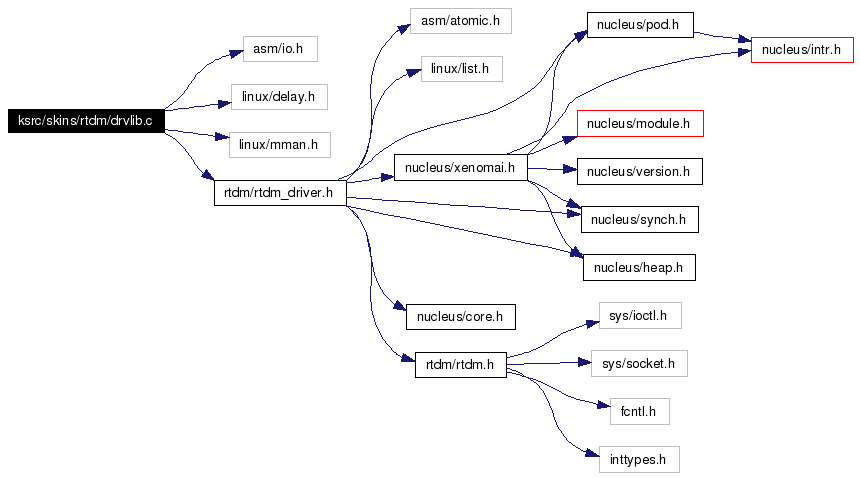 ksrc/skins/rtdm/drvlib.c
asm/io.h
linux/delay.h
linux/mman.h
rtdm/rtdm_driver.h
asm/atomic.h
linux/list.h
nucleus/xenomai.h
nucleus/core.h
rtdm/rtdm.h
nucleus/pod.h
nucleus/module.h
nucleus/version.h
nucleus/synch.h
nucleus/heap.h
sys/ioctl.h
sys/socket.h
fcntl.h
inttypes.h
nucleus/intr.h